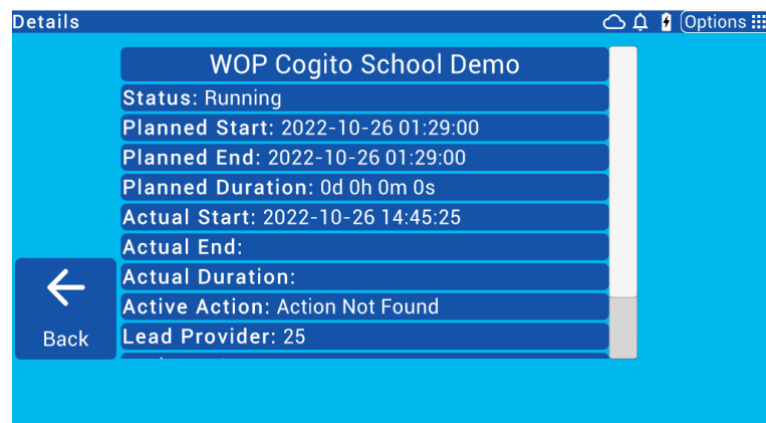 Details
Options
WOP Cogito School Demo
Status: Running
Planned Start: 2022-10-26 01:29:00
Planned End: 2022-10-26 01:29:00
Planned Duration: 0d 0h 0m 0s
Actual Start: 2022-10-26 14:45:25
Actual End:
Actual Duration:
Active Action: Action Not Found
Lead Provider: 25
Back